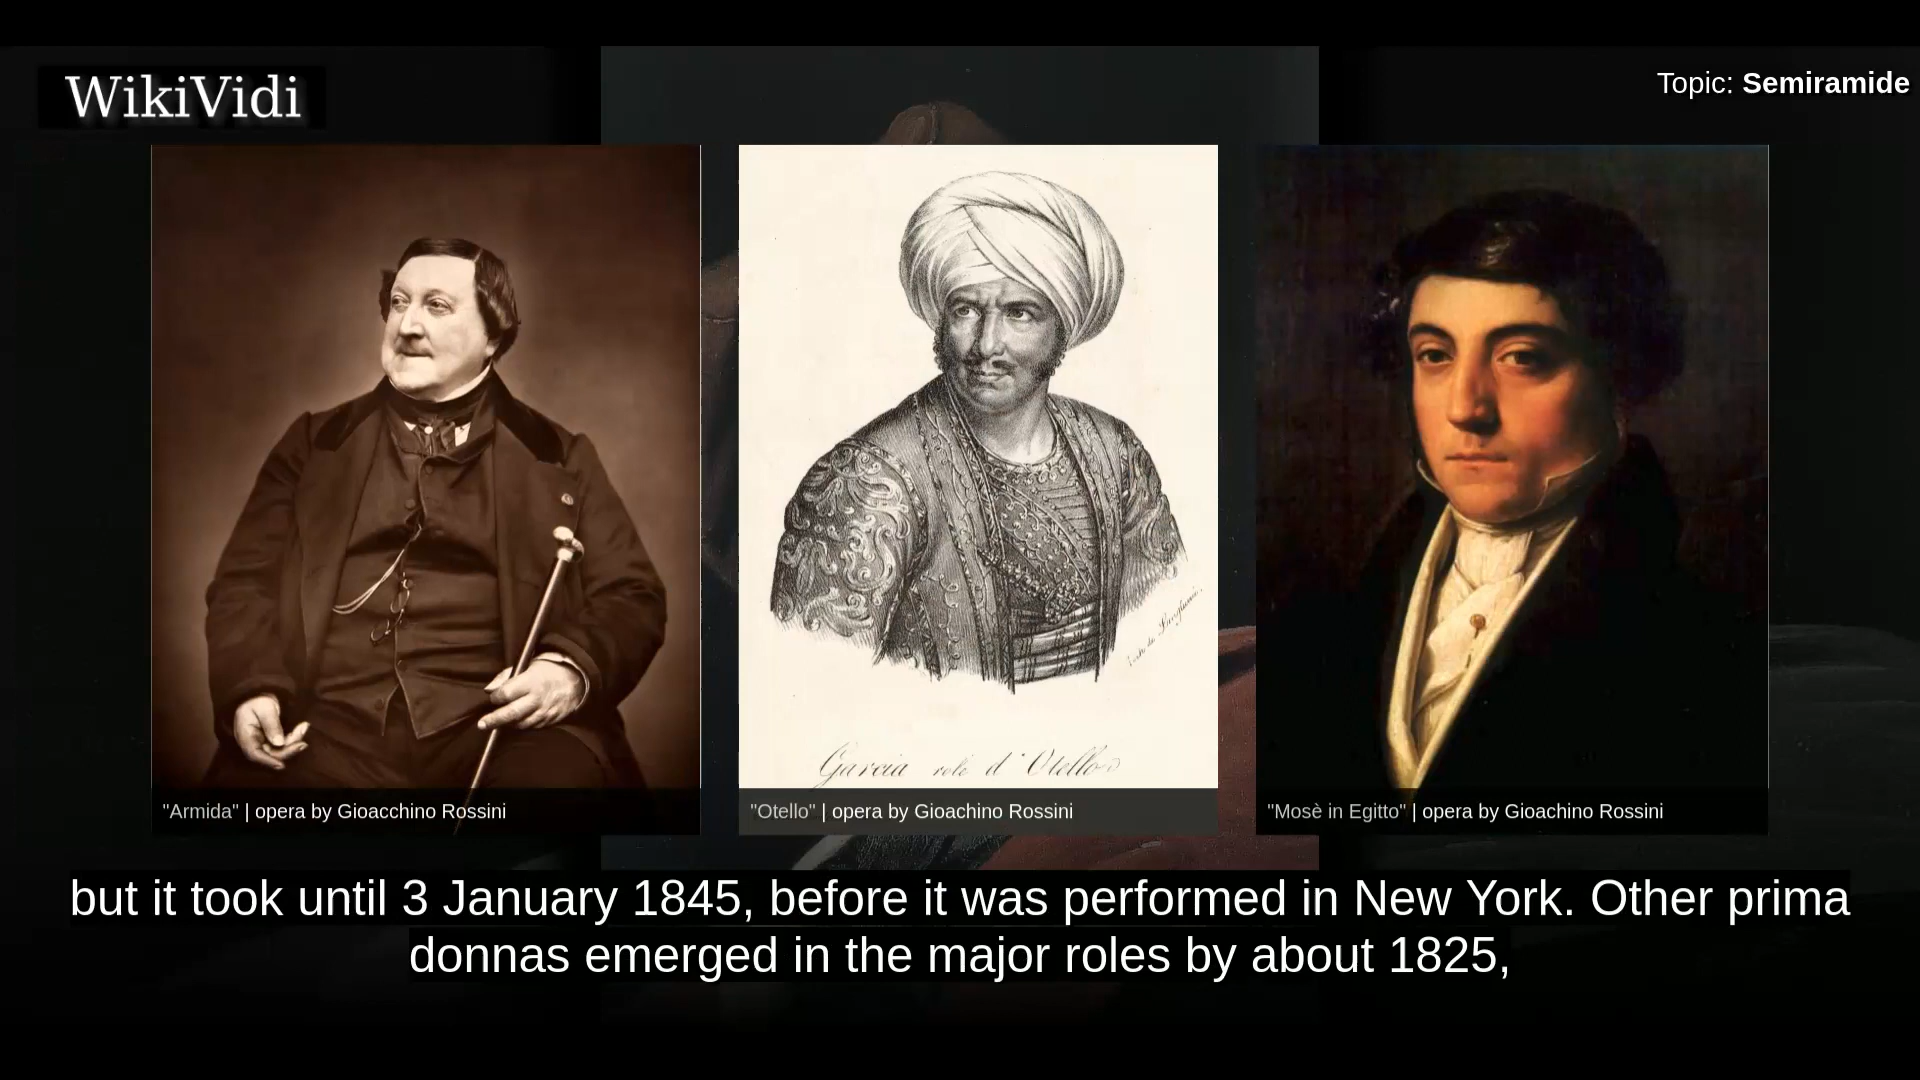 WikiVidi
Topic: Semiramide
Garcia role d'Otello
"Armida" | opera by Gioacchino Rossini
"Otello" | opera by Gioachino Rossini
"Mosè in Egitto" | opera by Gioachino Rossini
but it took until 3 January 1845, before it was performed in New York. Other prima
donnas emerged in the major roles by about 1825,